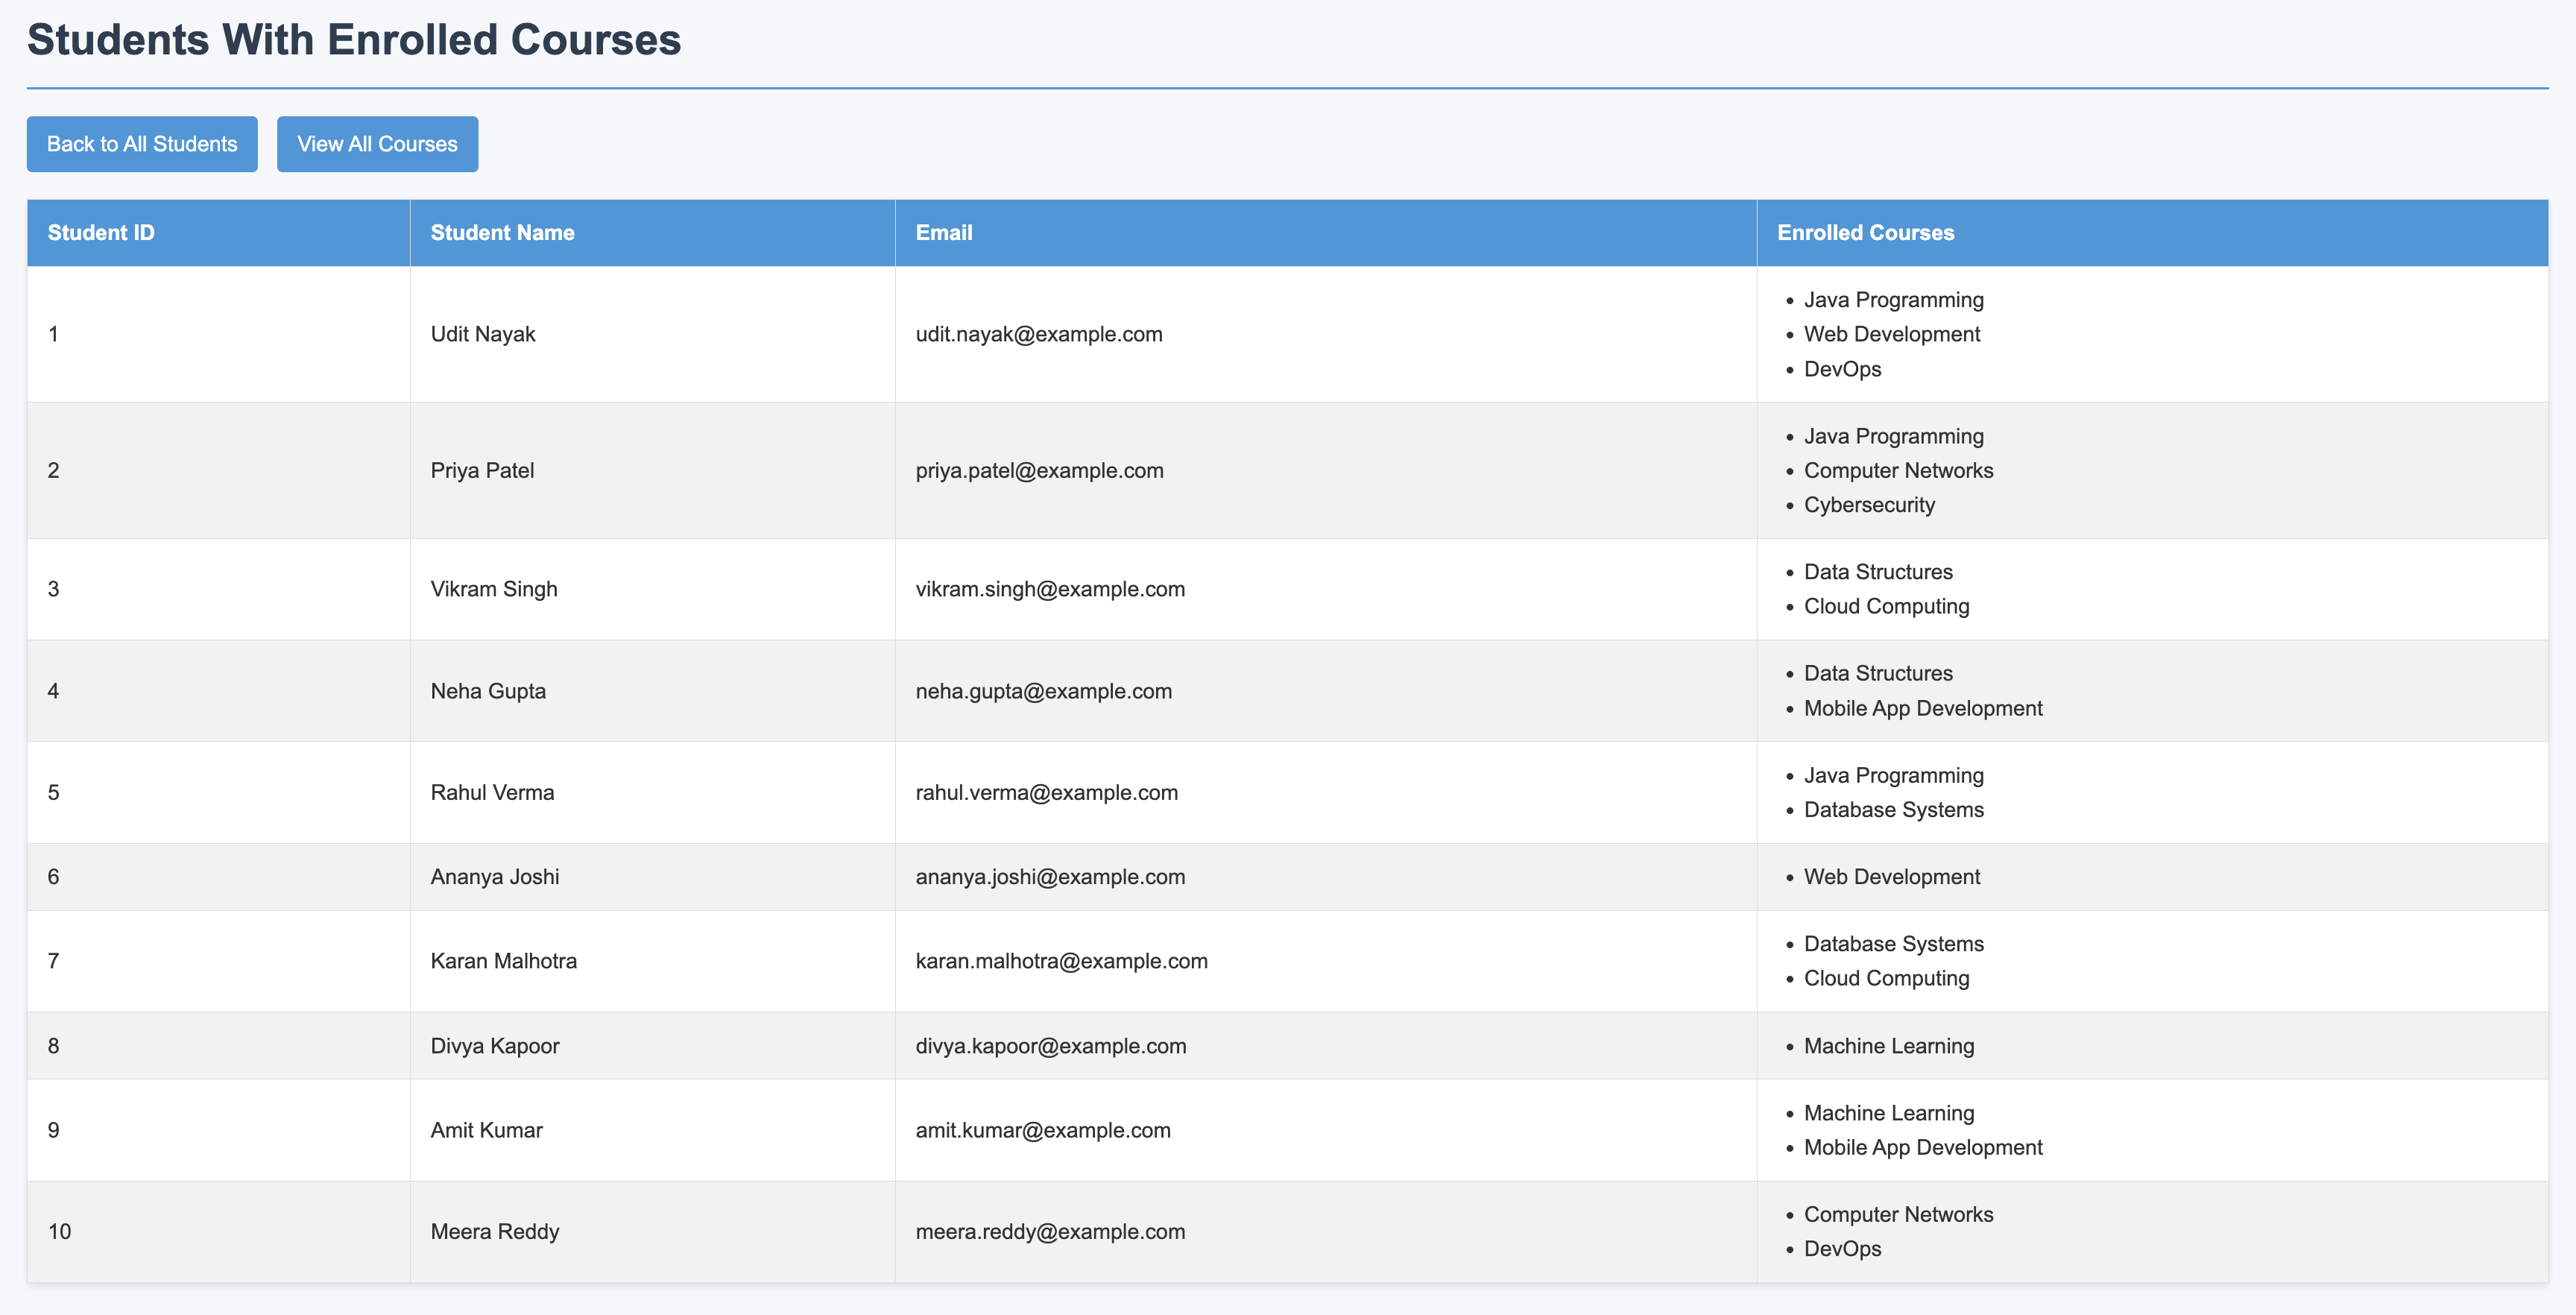 Students With Enrolled Courses
Back to All Students View All Courses
Student ID Student Name Email Enrolled Courses
1 Udit Nayak udit.nayak@example.com
• Java Programming
• Web Development
• DevOps
2 Priya Patel priya.patel@example.com
• Java Programming
• Computer Networks
• Cybersecurity
3 Vikram Singh vikram.singh@example.com
• Data Structures
• Cloud Computing
4 Neha Gupta neha.gupta@example.com
• Data Structures
• Mobile App Development
5 Rahul Verma rahul.verma@example.com
• Java Programming
• Database Systems
6 Ananya Joshi ananya.joshi@example.com
• Web Development
7 Karan Malhotra karan.malhotra@example.com
• Database Systems
• Cloud Computing
8 Divya Kapoor divya.kapoor@example.com
• Machine Learning
9 Amit Kumar amit.kumar@example.com
• Machine Learning
• Mobile App Development
10 Meera Reddy meera.reddy@example.com
• Computer Networks
• DevOps